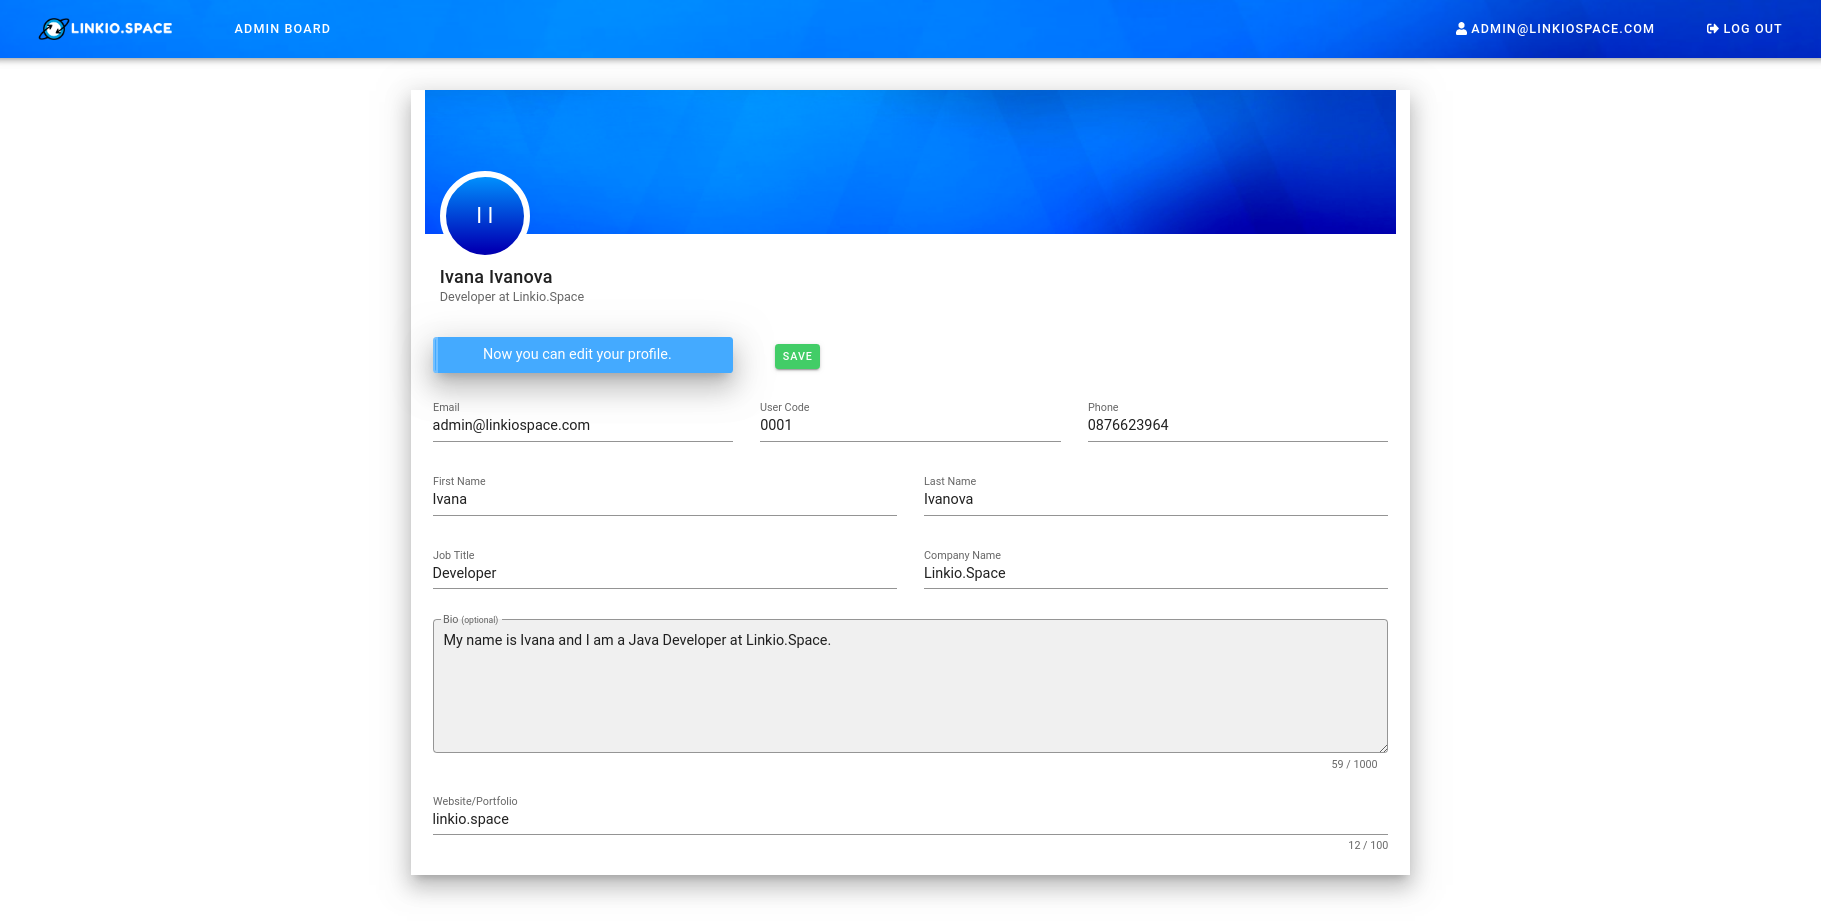 LINKIO.SPACE ADMIN BOARD ADMIN@LINKIOSPACE.COM LOG OUT
I I
Ivana Ivanova
Developer at Linkio.Space
Now you can edit your profile. SAVE
Email User Code Phone
admin@linkiospace.com 0001 0876623964
First Name Last Name
Ivana Ivanova
Job Title Company Name
Developer Linkio.Space
Bio (optional)
My name is Ivana and I am a Java Developer at Linkio.Space.
59 / 1000
Website/Portfolio
linkio.space
12 / 100